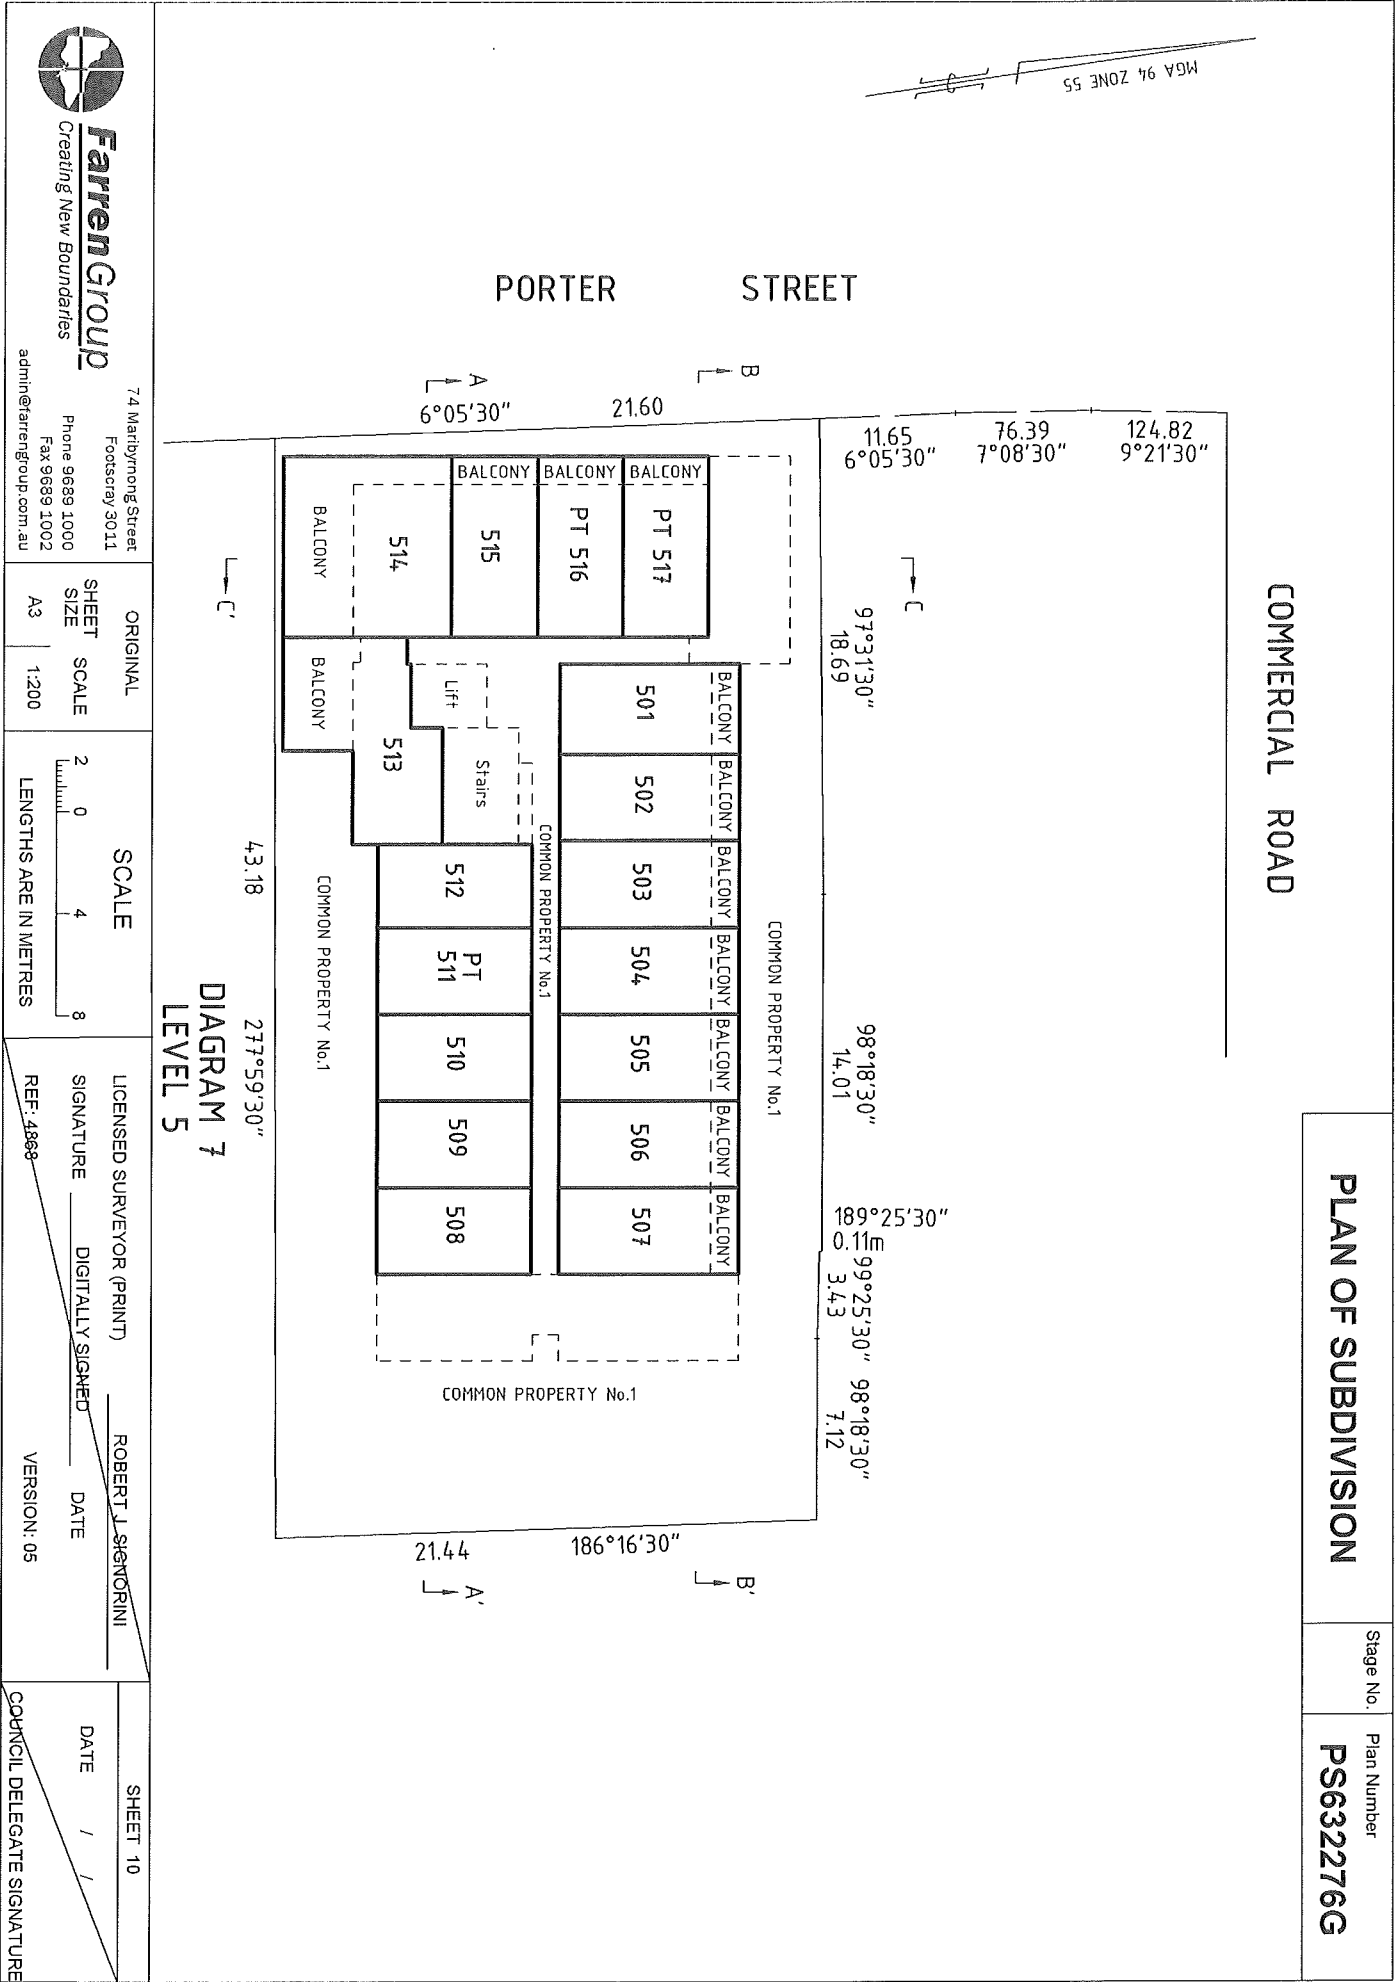 PLAN OF SUBDIVISION
Stage No.
Plan Number
PS632276G
MGA 94 ZONE 55
COMMERCIAL ROAD
PORTER STREET
124.82
9°21'30"
76.39
7°08'30"
11.65
6°05'30"
21.60
6°05'30"
B
A
C
C'
97°31'30"
18.69
98°18'30"
14.01
189°25'30"
0.11m
99°25'30"
3.43
98°18'30"
7.12
COMMON PROPERTY No.1
BALCONY
BALCONY
BALCONY
BALCONY
BALCONY
BALCONY
BALCONY
501
502
503
504
505
506
507
BALCONY
PT 517
BALCONY
PT 516
BALCONY
515
514
BALCONY
COMMON PROPERTY No.1
Lift
Stairs
513
BALCONY
512
PT
511
510
509
508
COMMON PROPERTY No.1
COMMON PROPERTY No.1
186°16'30"
21.44
B'
A'
43.18
277°59'30"
DIAGRAM 7
LEVEL 5
FarrenGroup
Creating New Boundaries
74 Maribyrnong Street
Footscray 3011
Phone 9689 1000
Fax 9689 1002
admin@farrengroup.com.au
ORIGINAL
SHEET
SIZE
SCALE
A3
1:200
SCALE
2
0
4
8
LENGTHS ARE IN METRES
LICENSED SURVEYOR (PRINT)
ROBERT J. SIGNORINI
SIGNATURE
DIGITALLY SIGNED
DATE
REF: 4868
VERSION: 05
SHEET 10
DATE / /
COUNCIL DELEGATE SIGNATURE